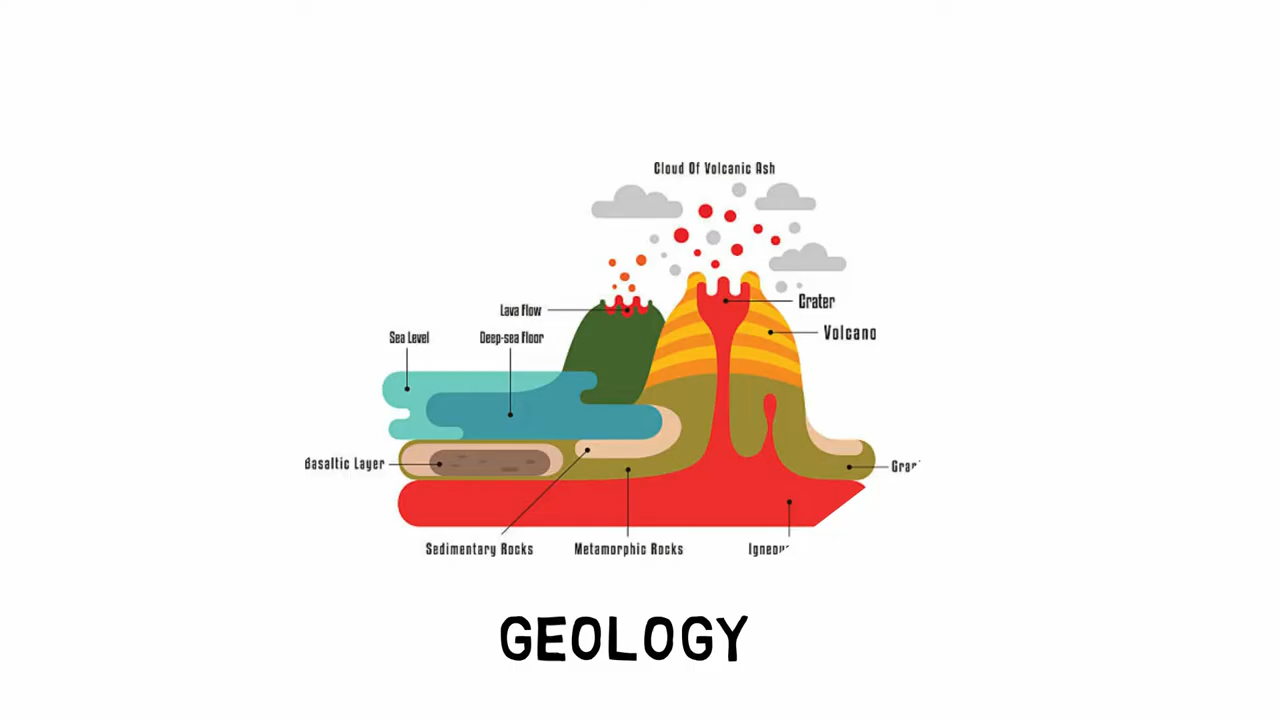 Cloud Of Volcanic Ash
Crater
Lava flow
Volcano
Sea Level
Deep-sea floor
Basaltic Layer
Sedimentary Rocks
Metamorphic Rocks
GEOLOGY